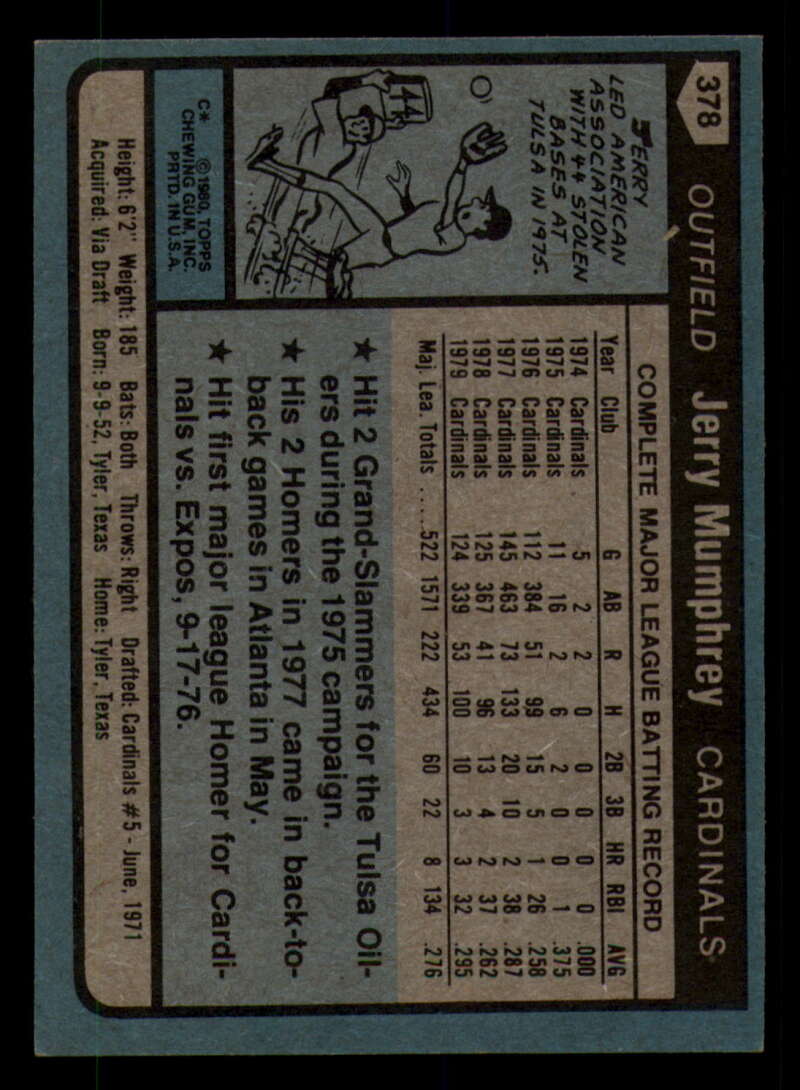 378 OUTFIELD Jerry Mumphrey CARDINALS
JERRY
LED AMERICAN
ASSOCIATION
WITH 44 STOLEN
BASES AT
TULSA IN 1975.
44
C* ©1980, TOPPS
CHEWING GUM, INC.
PRTD. IN U.S.A.
COMPLETE MAJOR LEAGUE BATTING RECORD
Year Club G AB R H 2B 3B HR RBI AVG
1974 Cardinals 5 2 2 0 0 0 0 0 .000
1975 Cardinals 11 16 2 6 2 0 0 1 .375
1976 Cardinals 112 384 51 99 15 5 1 26 .258
1977 Cardinals 145 463 73 133 20 10 2 38 .287
1978 Cardinals 125 367 41 96 13 4 2 37 .262
1979 Cardinals 124 339 53 100 10 3 3 32 .295
Maj. Lea. Totals ..... 522 1571 222 434 60 22 8 134 .276
★ Hit 2 Grand-Slammers for the Tulsa Oil-
ers during the 1975 campaign.
★ His 2 Homers in 1977 came in back-to-
back games in Atlanta in May.
★ Hit first major league Homer for Cardi-
nals vs. Expos, 9-17-76.
Height: 6'2" Weight: 185 Bats: Both Throws: Right Drafted: Cardinals #5 - June, 1971
Acquired: Via Draft Born: 9-9-52, Tyler, Texas Home: Tyler, Texas